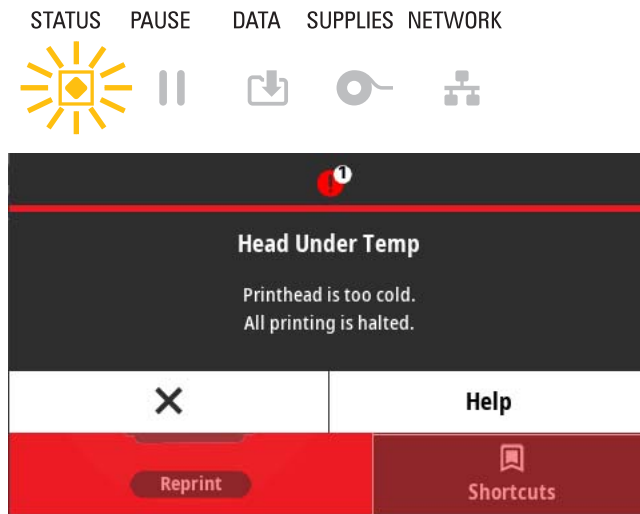 STATUS PAUSE DATA SUPPLIES NETWORK
1
Head Under Temp
Printhead is too cold.
All printing is halted.
Help
Reprint
Shortcuts